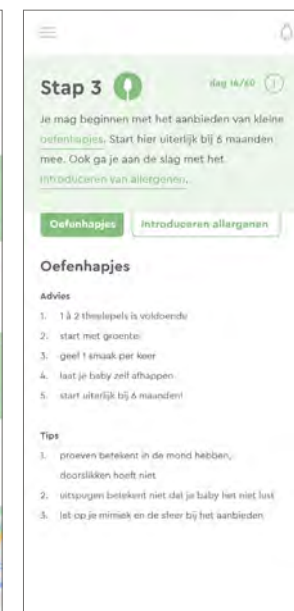 Stap 3
dag 16/60
Je mag beginnen met het aanbieden van kleine
oefenhapjes. Start hier uiterlijk bij 6 maanden
mee. Ook ga je aan de slag met het
introduceren van allergenen.
Oefenhapjes
Introduceren allergenen
Oefenhapjes
Advies
1. 1 à 2 theelepels is voldoende
2. start met groente
3. geef 1 smaak per keer
4. laat je baby zelf afhappen
5. start uiterlijk bij 6 maanden!
Tips
1. proeven betekent in de mond hebben,
doorslikken hoeft niet
2. uitspugen betekent niet dat je baby het niet lust
3. let op je mimiek en de sfeer bij het aanbieden